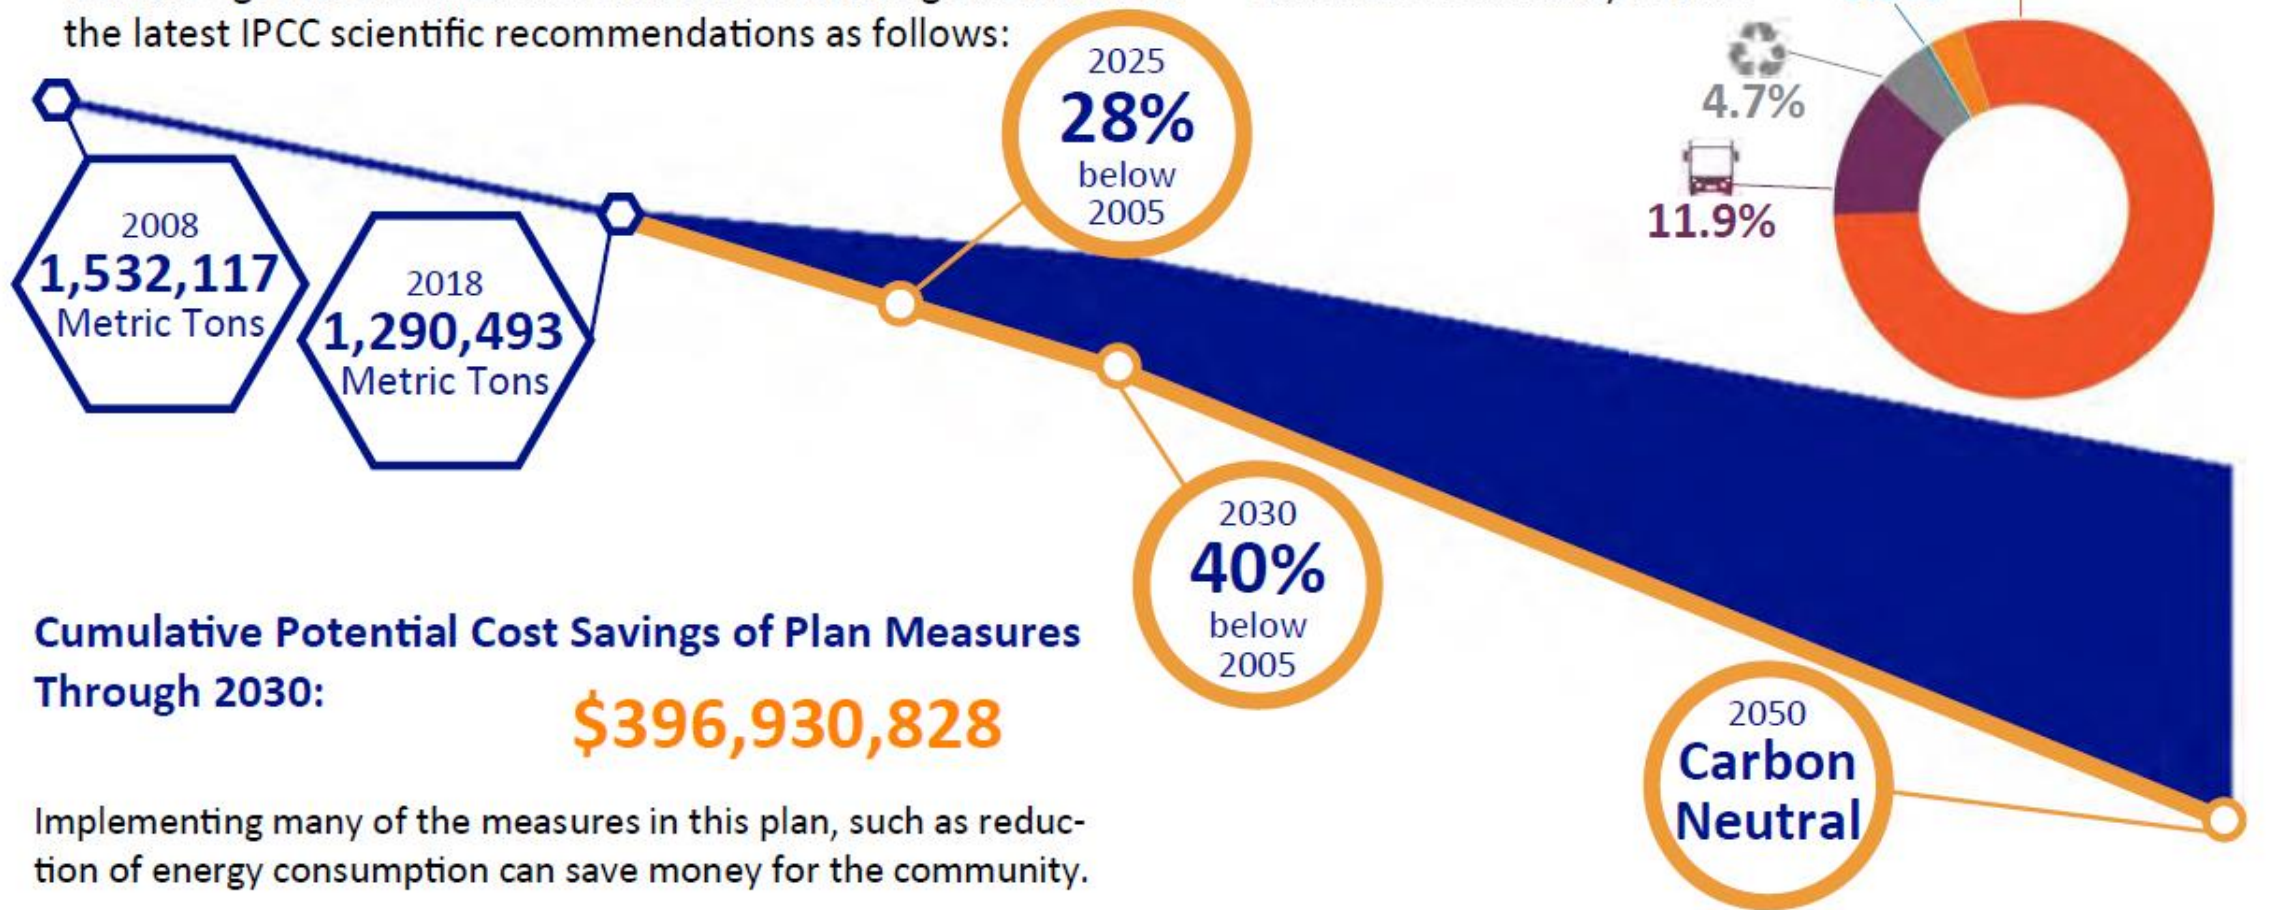 the latest IPCC scientific recommendations as follows:
2025
28%
below
2005
4.7%
11.9%
2008
1,532,117
Metric Tons
2018
1,290,493
Metric Tons
2030
40%
below
2005
Cumulative Potential Cost Savings of Plan Measures
Through 2030:
$396,930,828
2050
Carbon
Neutral
Implementing many of the measures in this plan, such as reduc-
tion of energy consumption can save money for the community.